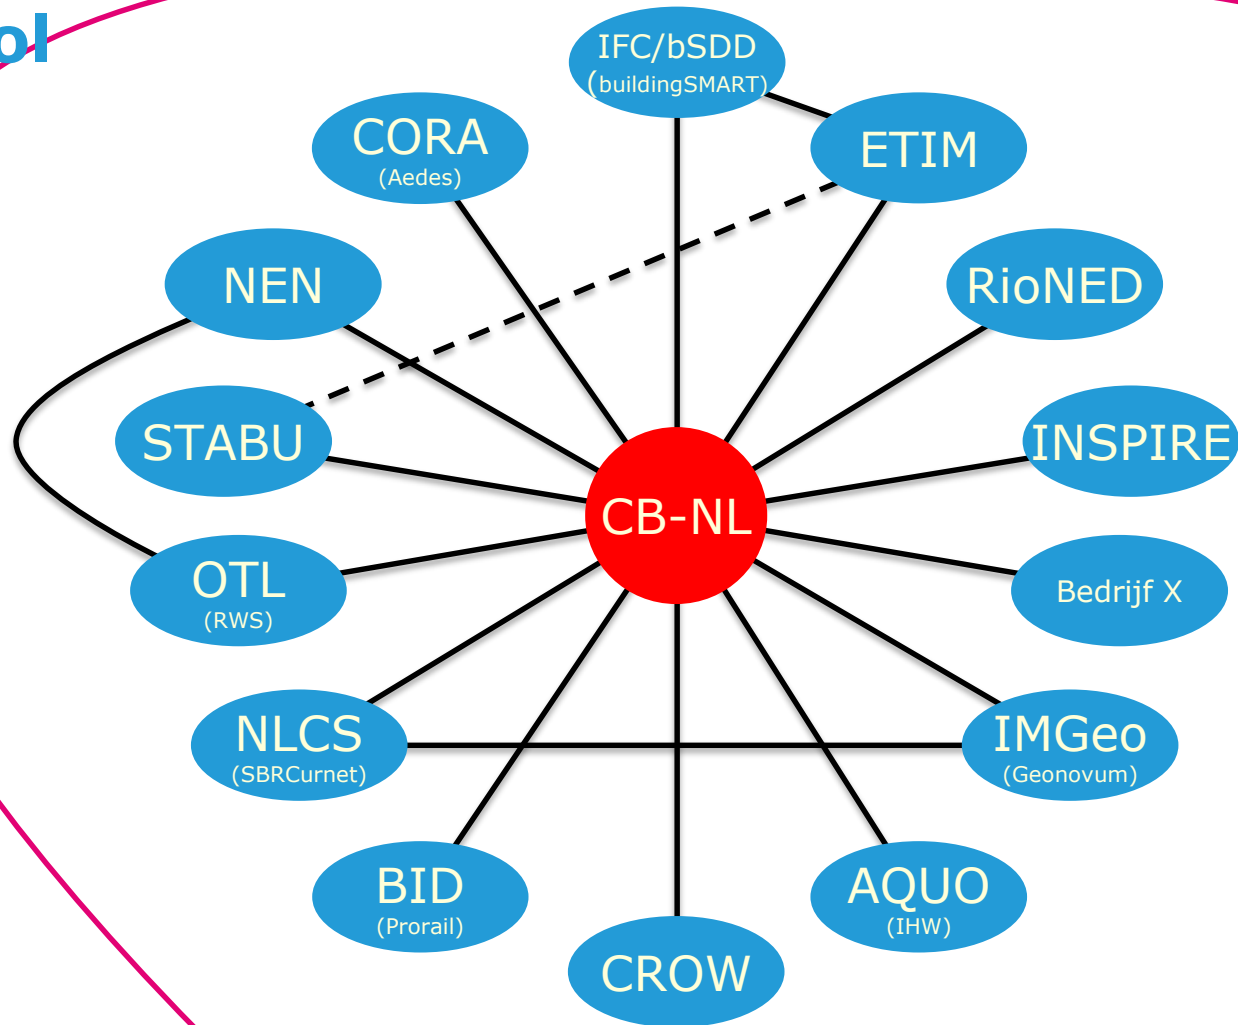 ol
IFC/bSDD
(buildingSMART)
CORA
(Aedes)
ETIM
NEN
RioNED
STABU
INSPIRE
CB-NL
OTL
(RWS)
Bedrijf X
NLCS
(SBRCurnet)
IMGeo
(Geonovum)
BID
(Prorail)
AQUO
(IHW)
CROW